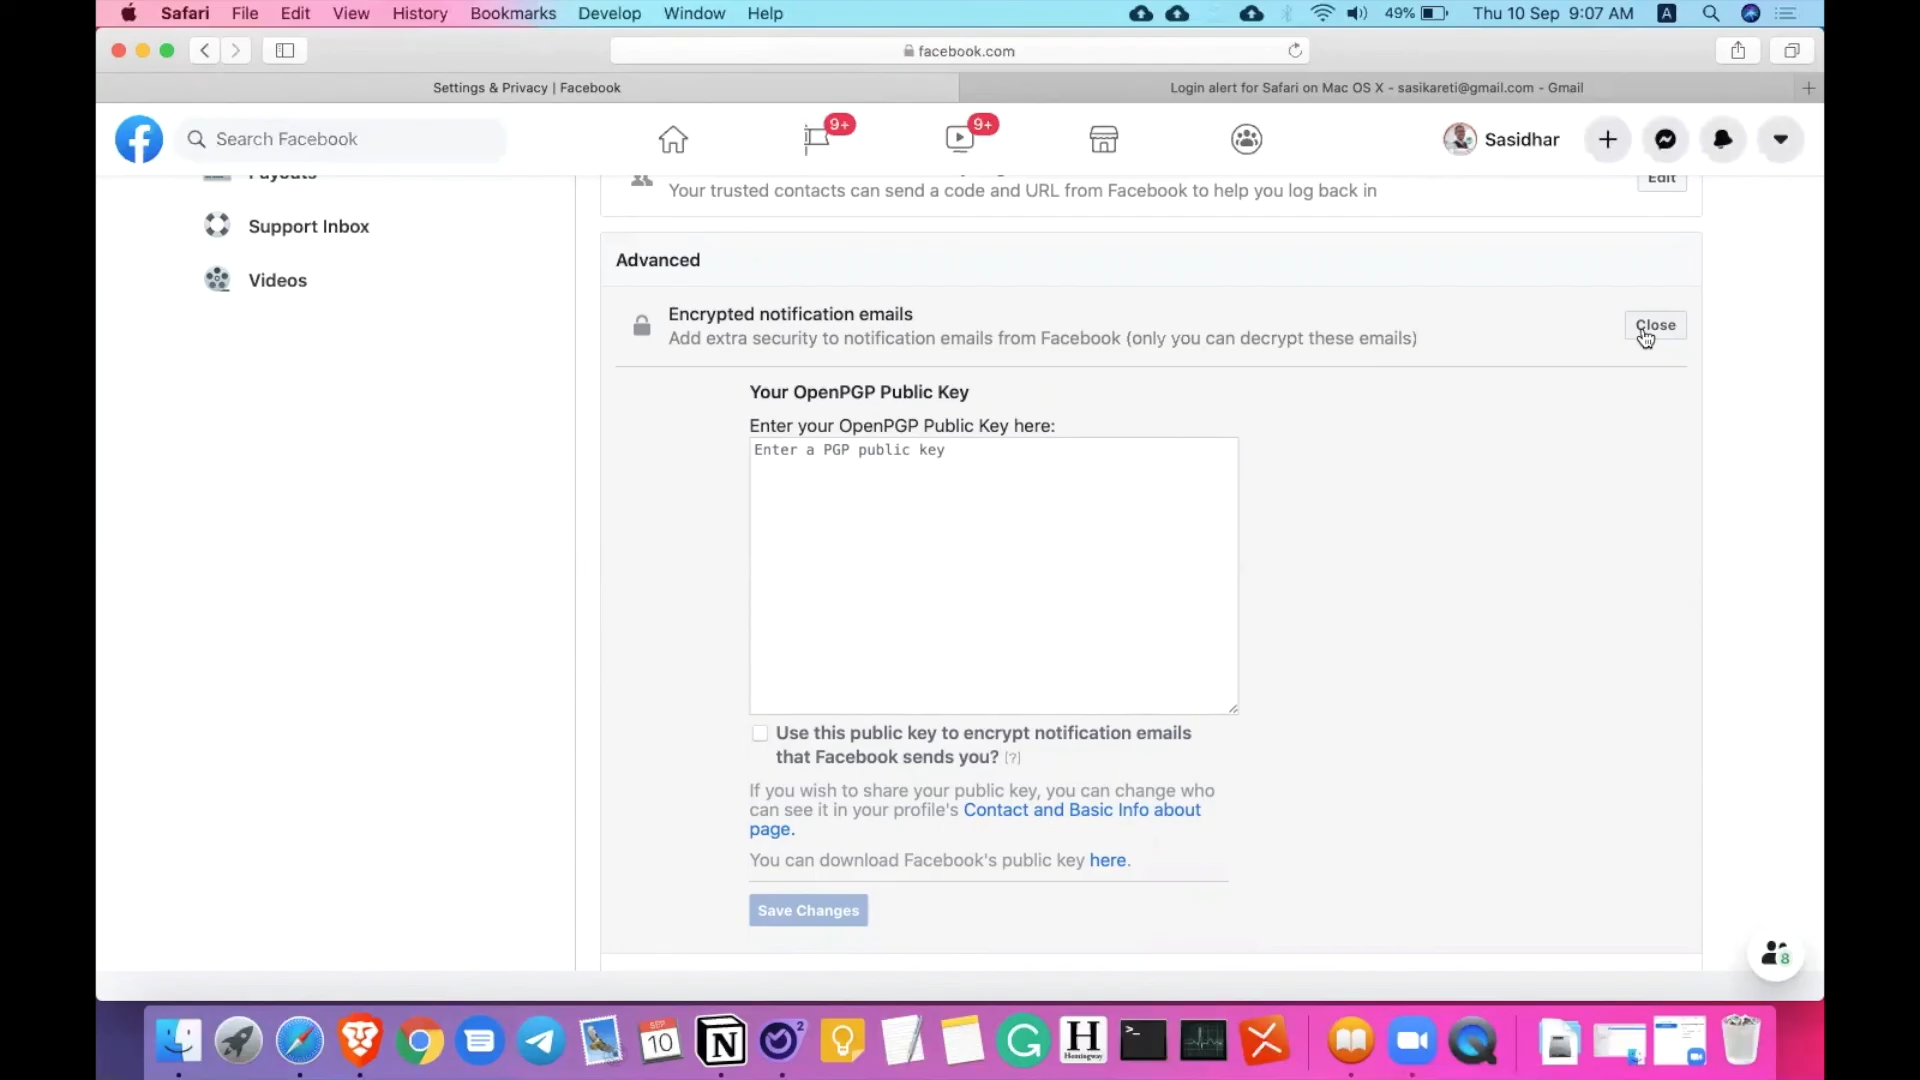 Safari File Edit View History Bookmarks Develop Window Help 49% Thu 10 Sep 9:07 AM A
facebook.com
Settings & Privacy | Facebook
Login alert for Safari on Mac OS X - sasikareti@gmail.com - Gmail
Search Facebook
9+
9+
Sasidhar
Payouts
Support Inbox
Videos
Your trusted contacts can send a code and URL from Facebook to help you log back in
Edit
Advanced
Encrypted notification emails
Add extra security to notification emails from Facebook (only you can decrypt these emails)
Close
Your OpenPGP Public Key
Enter your OpenPGP Public Key here:
Enter a PGP public key
Use this public key to encrypt notification emails
that Facebook sends you? [?]
If you wish to share your public key, you can change who
can see it in your profile's Contact and Basic Info about
page.
You can download Facebook's public key here.
Save Changes
8
SEP
10
N
2
H
Hemingway